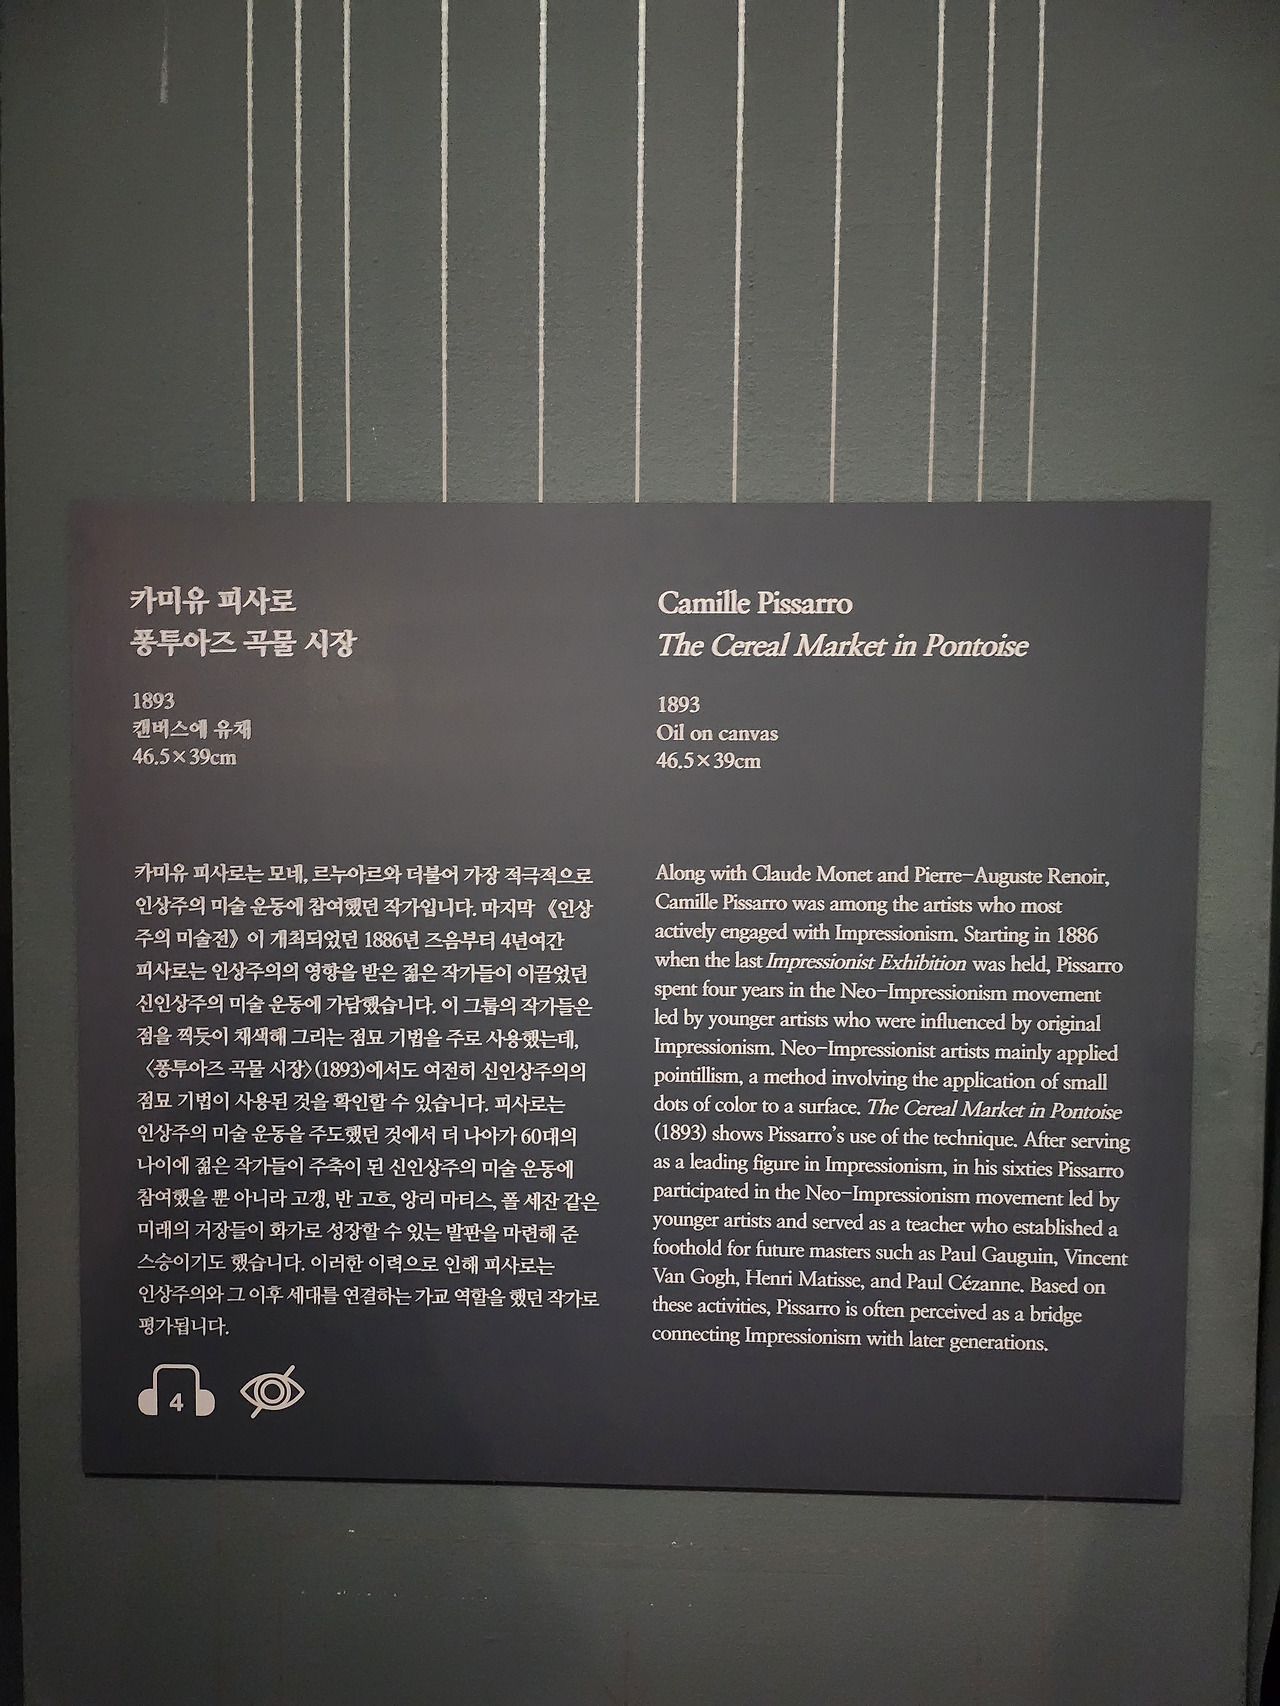 카미유 피사로
퐁투아즈 곡물 시장
1893
캔버스에 유채
46.5×39cm
카미유 피사로는 모네, 르누아르와 더불어 가장 적극적으로
인상주의 미술 운동에 참여했던 작가입니다. 마지막 《인상
주의 미술전》이 개최되었던 1886년 즈음부터 4년여간
피사로는 인상주의의 영향을 받은 젊은 작가들이 이끌었던
신인상주의 미술 운동에 가담했습니다. 이 그룹의 작가들은
점을 찍듯이 채색해 그리는 점묘 기법을 주로 사용했는데,
〈퐁투아즈 곡물 시장〉(1893)에서도 여전히 신인상주의의
점묘 기법이 사용된 것을 확인할 수 있습니다. 피사로는
인상주의 미술 운동을 주도했던 것에서 더 나아가 60대의
나이에 젊은 작가들이 주축이 된 신인상주의 미술 운동에
참여했을 뿐 아니라 고갱, 반 고흐, 앙리 마티스, 폴 세잔 같은
미래의 거장들이 화가로 성장할 수 있는 발판을 마련해 준
스승이기도 했습니다. 이러한 이력으로 인해 피사로는
인상주의와 그 이후 세대를 연결하는 가교 역할을 했던 작가로
평가됩니다.
4
Camille Pissarro
The Cereal Market in Pontoise
1893
Oil on canvas
46.5×39cm
Along with Claude Monet and Pierre-Auguste Renoir,
Camille Pissarro was among the artists who most
actively engaged with Impressionism. Starting in 1886
when the last Impressionist Exhibition was held, Pissarro
spent four years in the Neo-Impressionism movement
led by younger artists who were influenced by original
Impressionism. Neo-Impressionist artists mainly applied
pointillism, a method involving the application of small
dots of color to a surface. The Cereal Market in Pontoise
(1893) shows Pissarro's use of the technique. After serving
as a leading figure in Impressionism, in his sixties Pissarro
participated in the Neo-Impressionism movement led by
younger artists and served as a teacher who established a
foothold for future masters such as Paul Gauguin, Vincent
Van Gogh, Henri Matisse, and Paul Cézanne. Based on
these activities, Pissarro is often perceived as a bridge
connecting Impressionism with later generations.